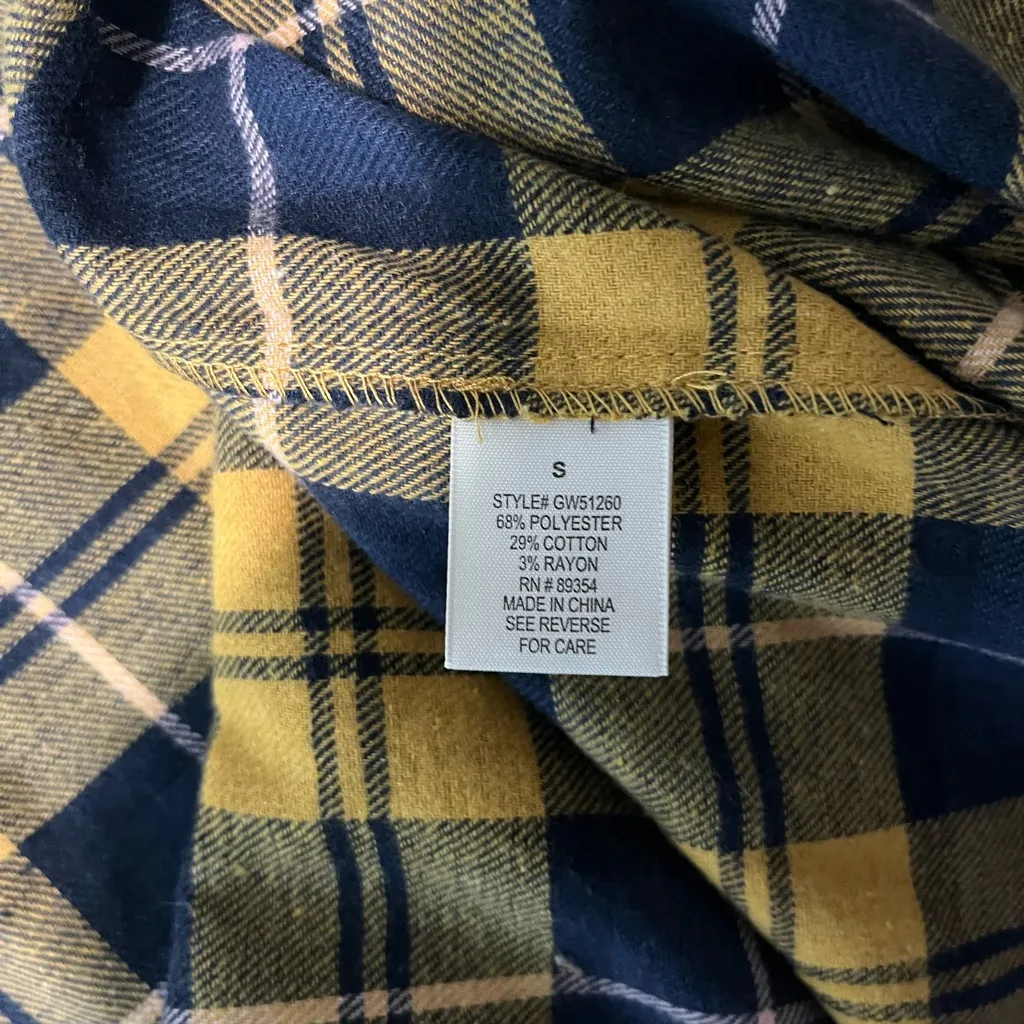 S
STYLE# GW51260
68% POLYESTER
29% COTTON
3% RAYON
RN # 89354
MADE IN CHINA
SEE REVERSE
FOR CARE